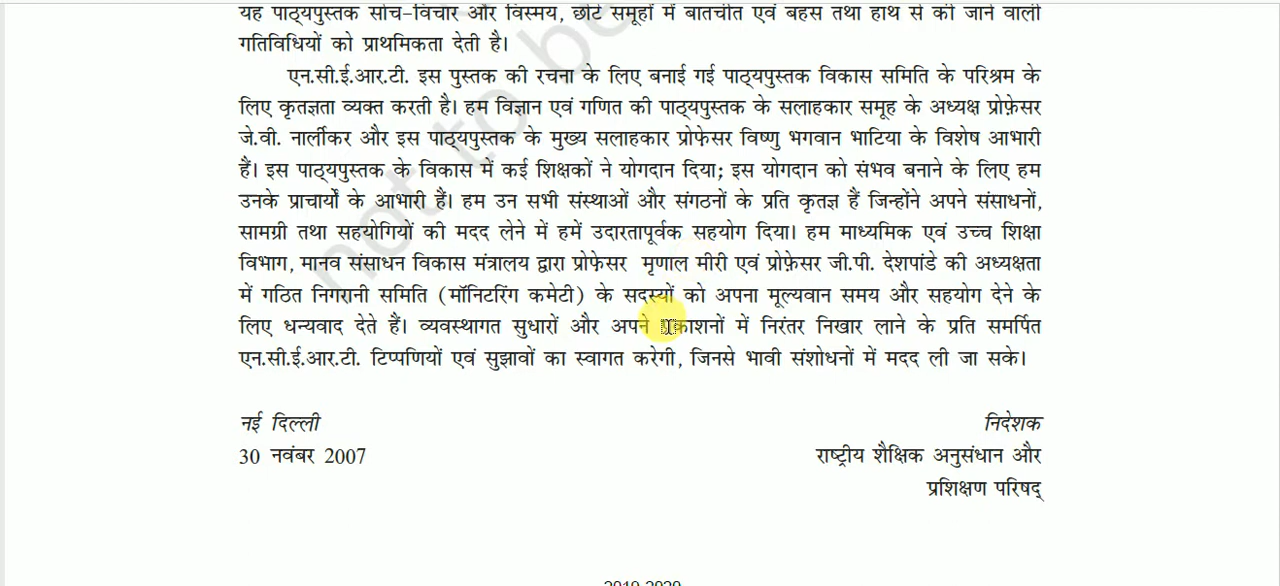 यह पाठ्यपुस्तक सोच-विचार और विस्मय, छोटे समूहों में बातचीत एवं बहस तथा हाथ से की जाने वाली
गतिविधियों को प्राथमिकता देती है।
एन.सी.ई.आर.टी. इस पुस्तक की रचना के लिए बनाई गई पाठ्यपुस्तक विकास समिति के परिश्रम के
लिए कृतज्ञता व्यक्त करती है। हम विज्ञान एवं गणित की पाठ्यपुस्तक के सलाहकार समूह के अध्यक्ष प्रोफ़ेसर
जे.वी. नार्लीकर और इस पाठ्यपुस्तक के मुख्य सलाहकार प्रोफेसर विष्णु भगवान भाटिया के विशेष आभारी
हैं। इस पाठ्यपुस्तक के विकास में कई शिक्षकों ने योगदान दिया; इस योगदान को संभव बनाने के लिए हम
उनके प्राचार्यों के आभारी हैं। हम उन सभी संस्थाओं और संगठनों के प्रति कृतज्ञ हैं जिन्होंने अपने संसाधनों,
सामग्री तथा सहयोगियों की मदद लेने में हमें उदारतापूर्वक सहयोग दिया। हम माध्यमिक एवं उच्च शिक्षा
विभाग, मानव संसाधन विकास मंत्रालय द्वारा प्रोफ़ेसर मृणाल मीरी एवं प्रोफ़ेसर जी.पी. देशपांडे की अध्यक्षता
में गठित निगरानी समिति (मॉनिटरिंग कमेटी) के सदस्यों को अपना मूल्यवान समय और सहयोग देने के
लिए धन्यवाद देते हैं। व्यवस्थागत सुधारों और अपने प्रकाशनों में निरंतर निखार लाने के प्रति समर्पित
एन.सी.ई.आर.टी. टिप्पणियों एवं सुझावों का स्वागत करेगी, जिनसे भावी संशोधनों में मदद ली जा सके।
नई दिल्ली
30 नवंबर 2007
निदेशक
राष्ट्रीय शैक्षिक अनुसंधान और
प्रशिक्षण परिषद्
not to be
2019-2020